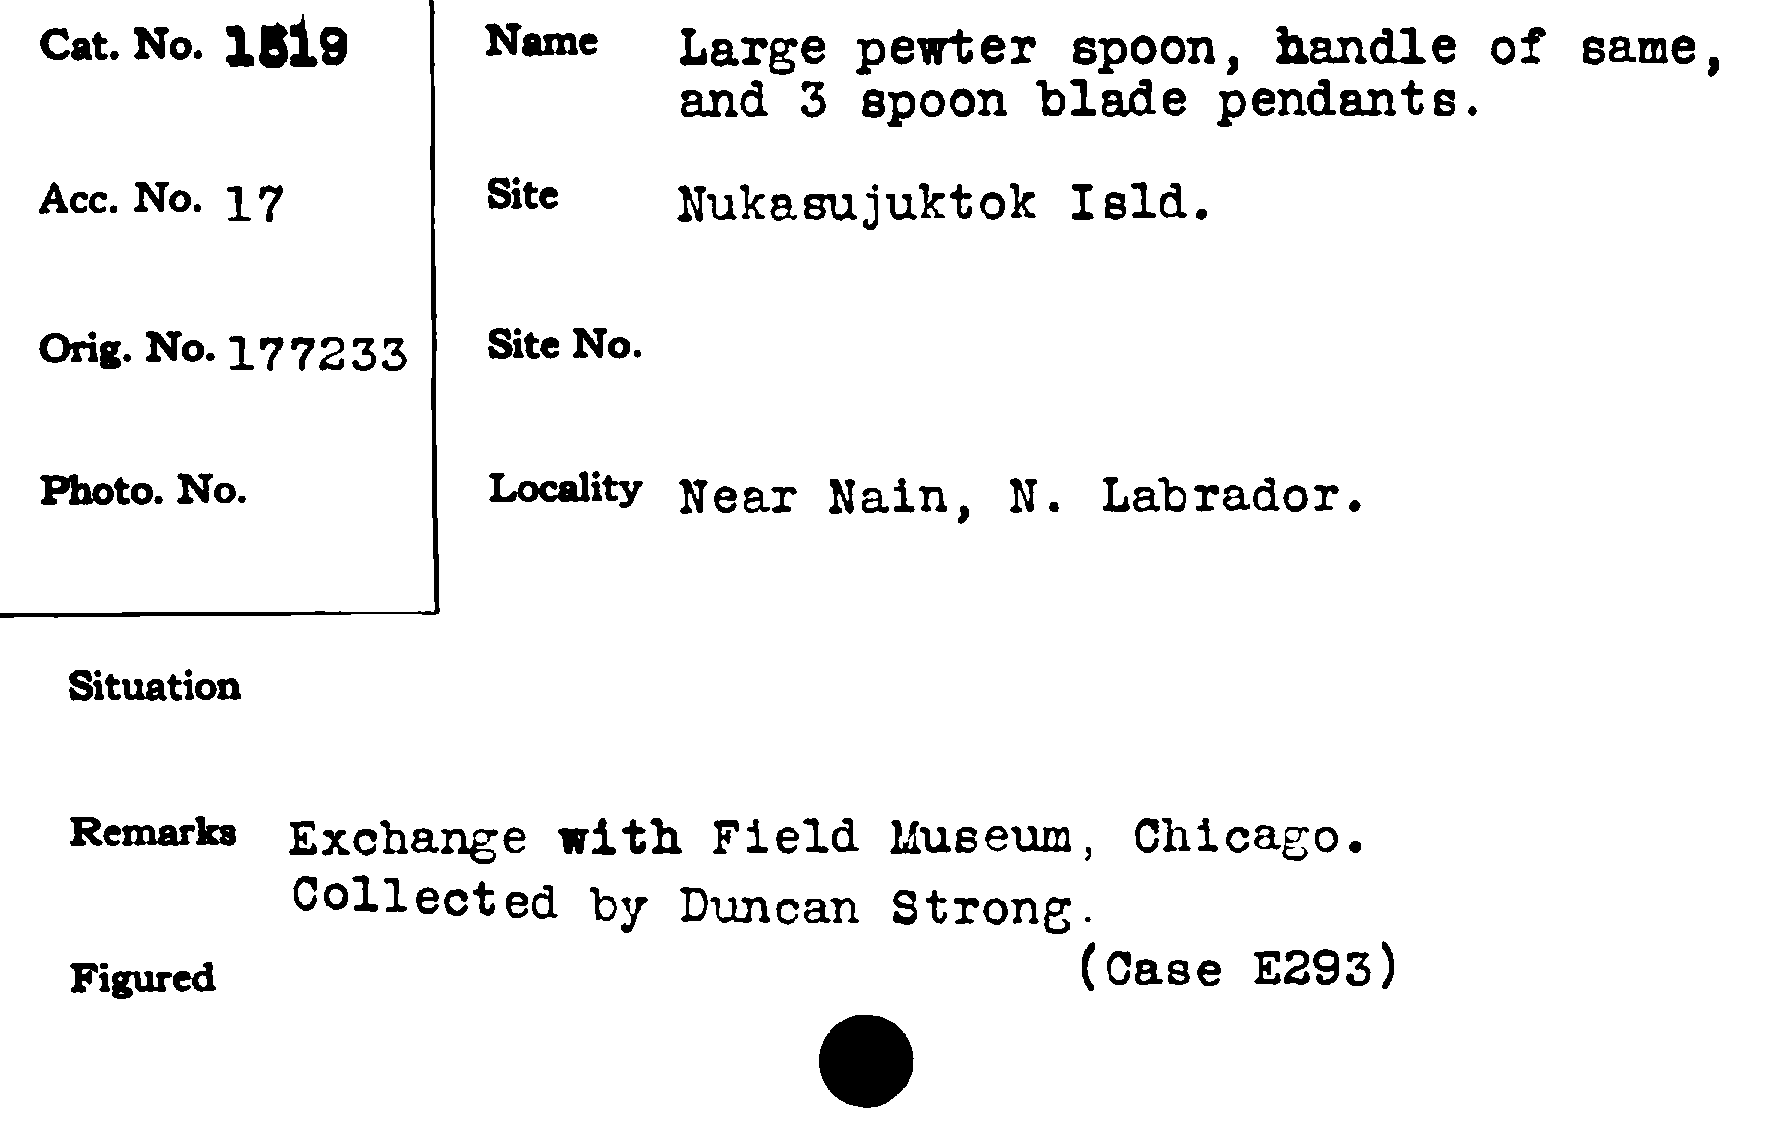 Cat. No.
Name Large pewter spoon, handle of same,
and 3 spoon blade pendants.
Acc. No. 17
Site Nukasujuktok Isld.
Orig. No. 177233
Site No.
Photo. No.
Locality Near Nain, N. Labrador.
Situation
Remarks Exchange with Field Museum, Chicago.
Collected by Duncan Strong.
(Case E293)
Figured